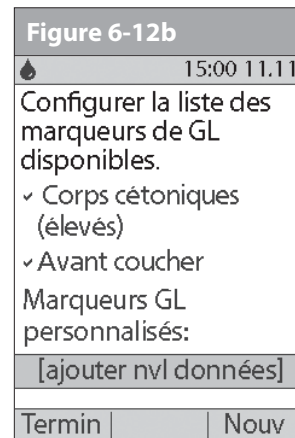 Figure 6-12b
15:00 11.11
Configurer la liste des
marqueurs de GL
disponibles.
Corps cétoniques
(élevés)
Avant coucher
Marqueurs GL
personnalisés:
[ajouter nvl données]
Termin Nouv